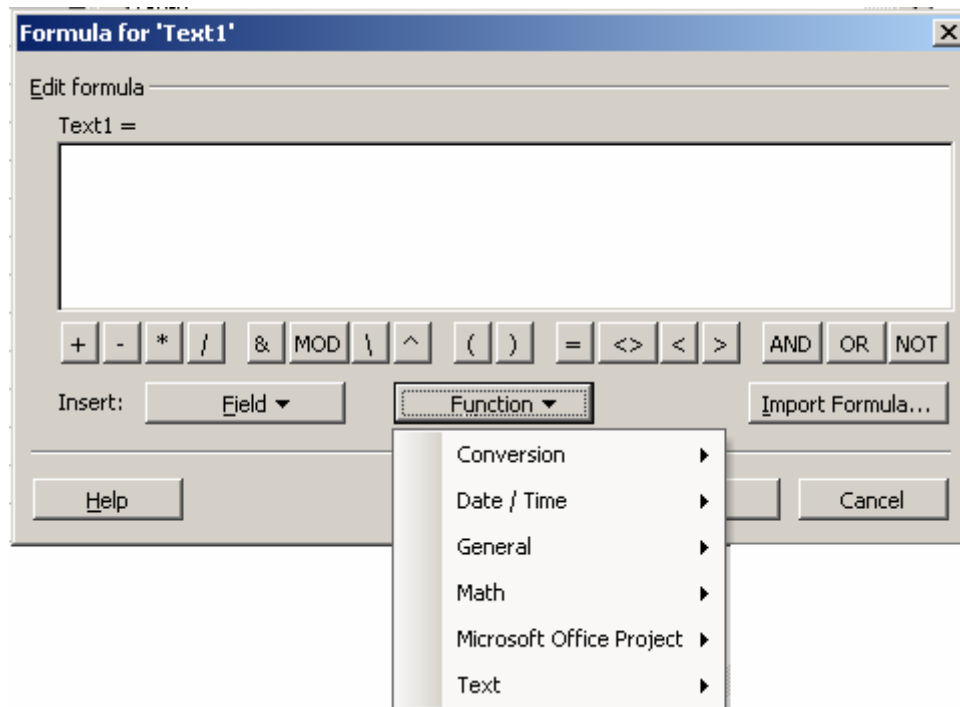 Formula for 'Text1'
Edit formula
Text1 =
+ - * / & MOD \ ^ ( ) = <> < > AND OR NOT
Insert: Field Function Import Formula...
Conversion
Help Date / Time Cancel
General
Math
Microsoft Office Project
Text